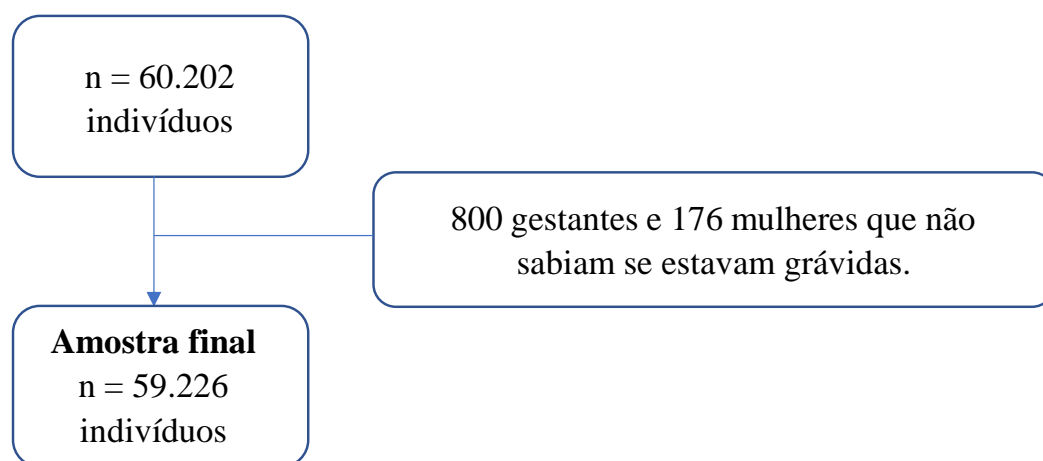 n = 60.202
indivíduos
800 gestantes e 176 mulheres que não
sabiam se estavam grávidas.
Amostra final
n = 59.226
indivíduos